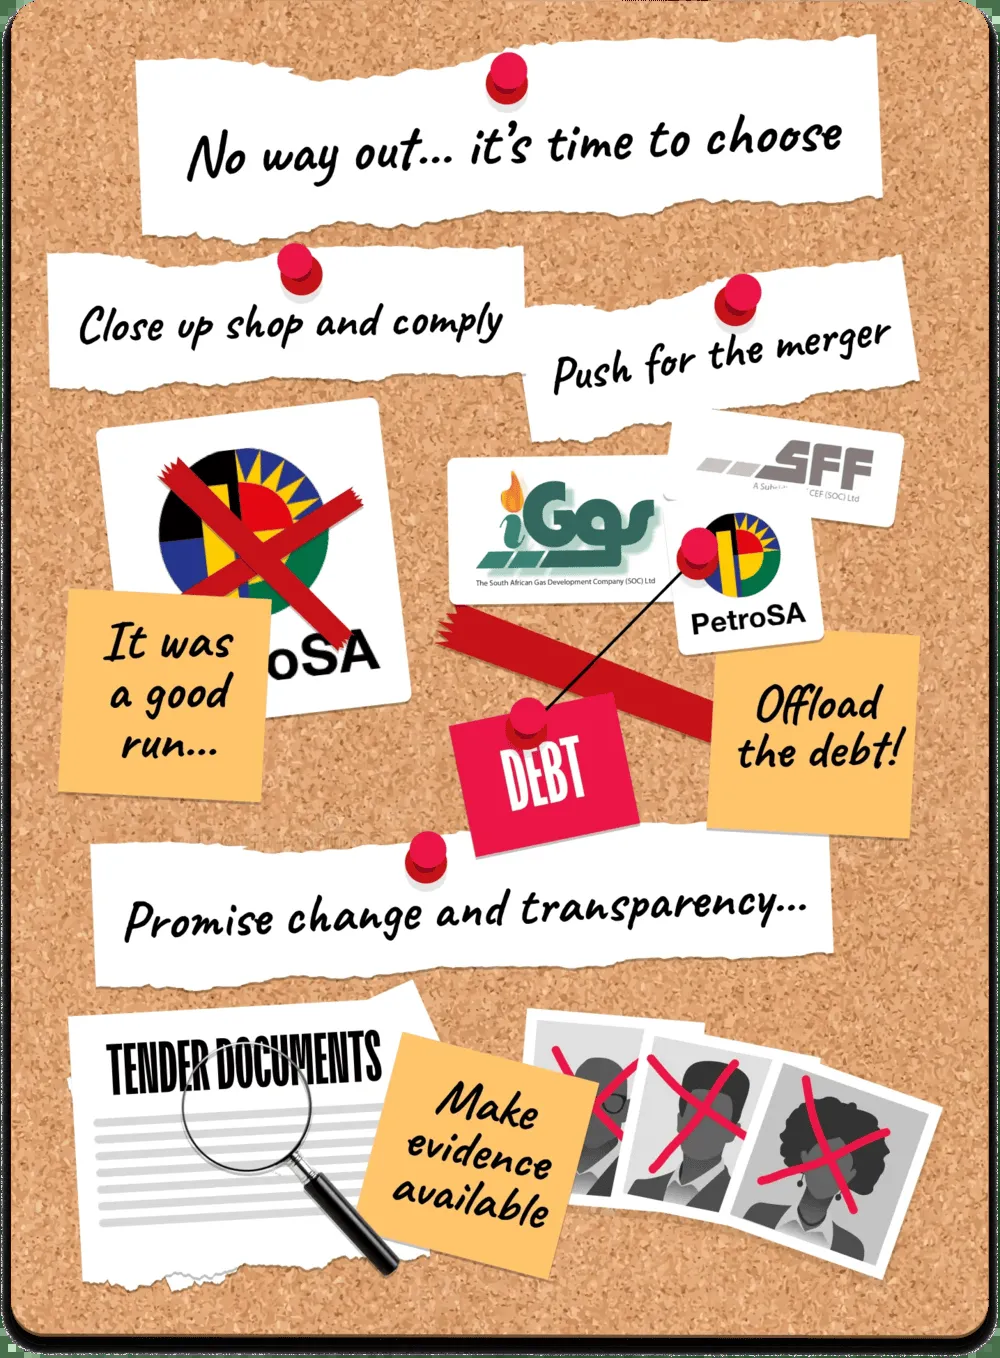 No way out... it's time to choose
Close up shop and comply
Push for the merger
oSA
It was
a good
run...
iGas
The South African Gas Development Company (SOC) Ltd
SFF
A CEF (SOC) Ltd
PetroSA
DEBT
Offload
the debt!
Promise change and transparency...
TENDER DOCUMENTS
Make
evidence
available